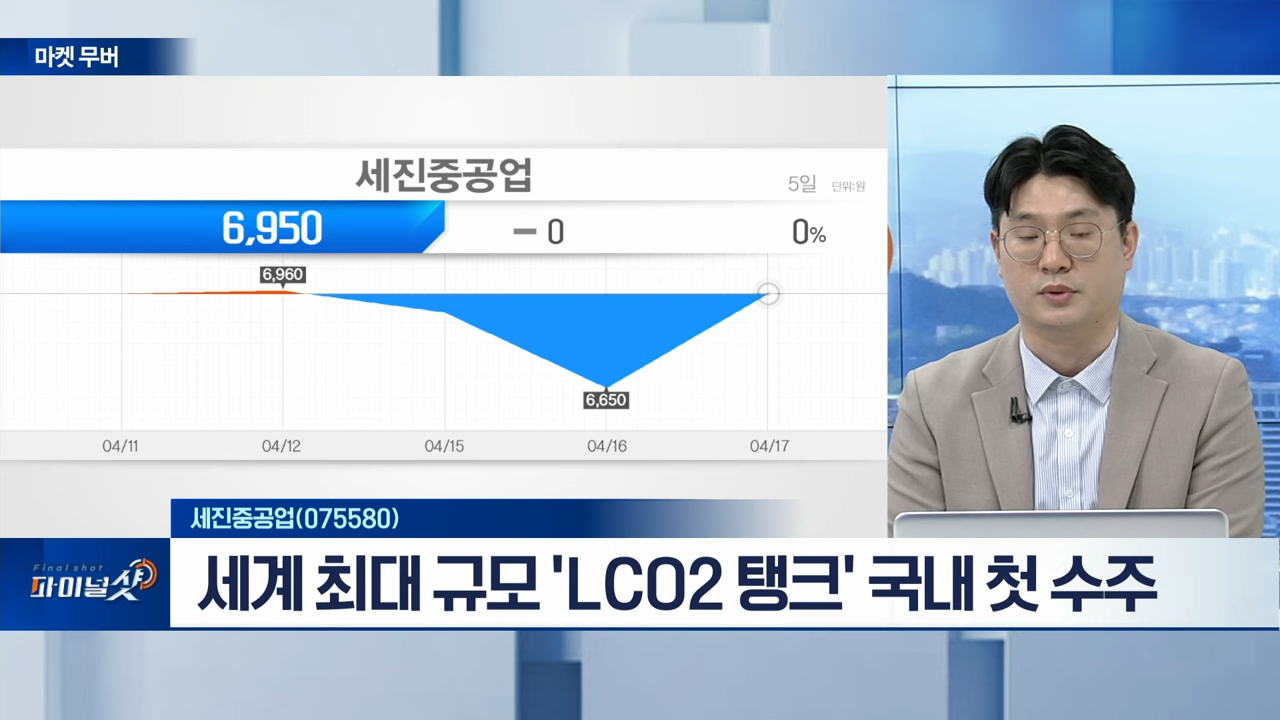 마켓 무버
세진중공업
5일 단위:원
6,950 0 0%
6,960
6,650
04/11 04/12 04/15 04/16 04/17
세진중공업(075580)
Final shot
파이널샷
세계 최대 규모 'LCO2 탱크' 국내 첫 수주